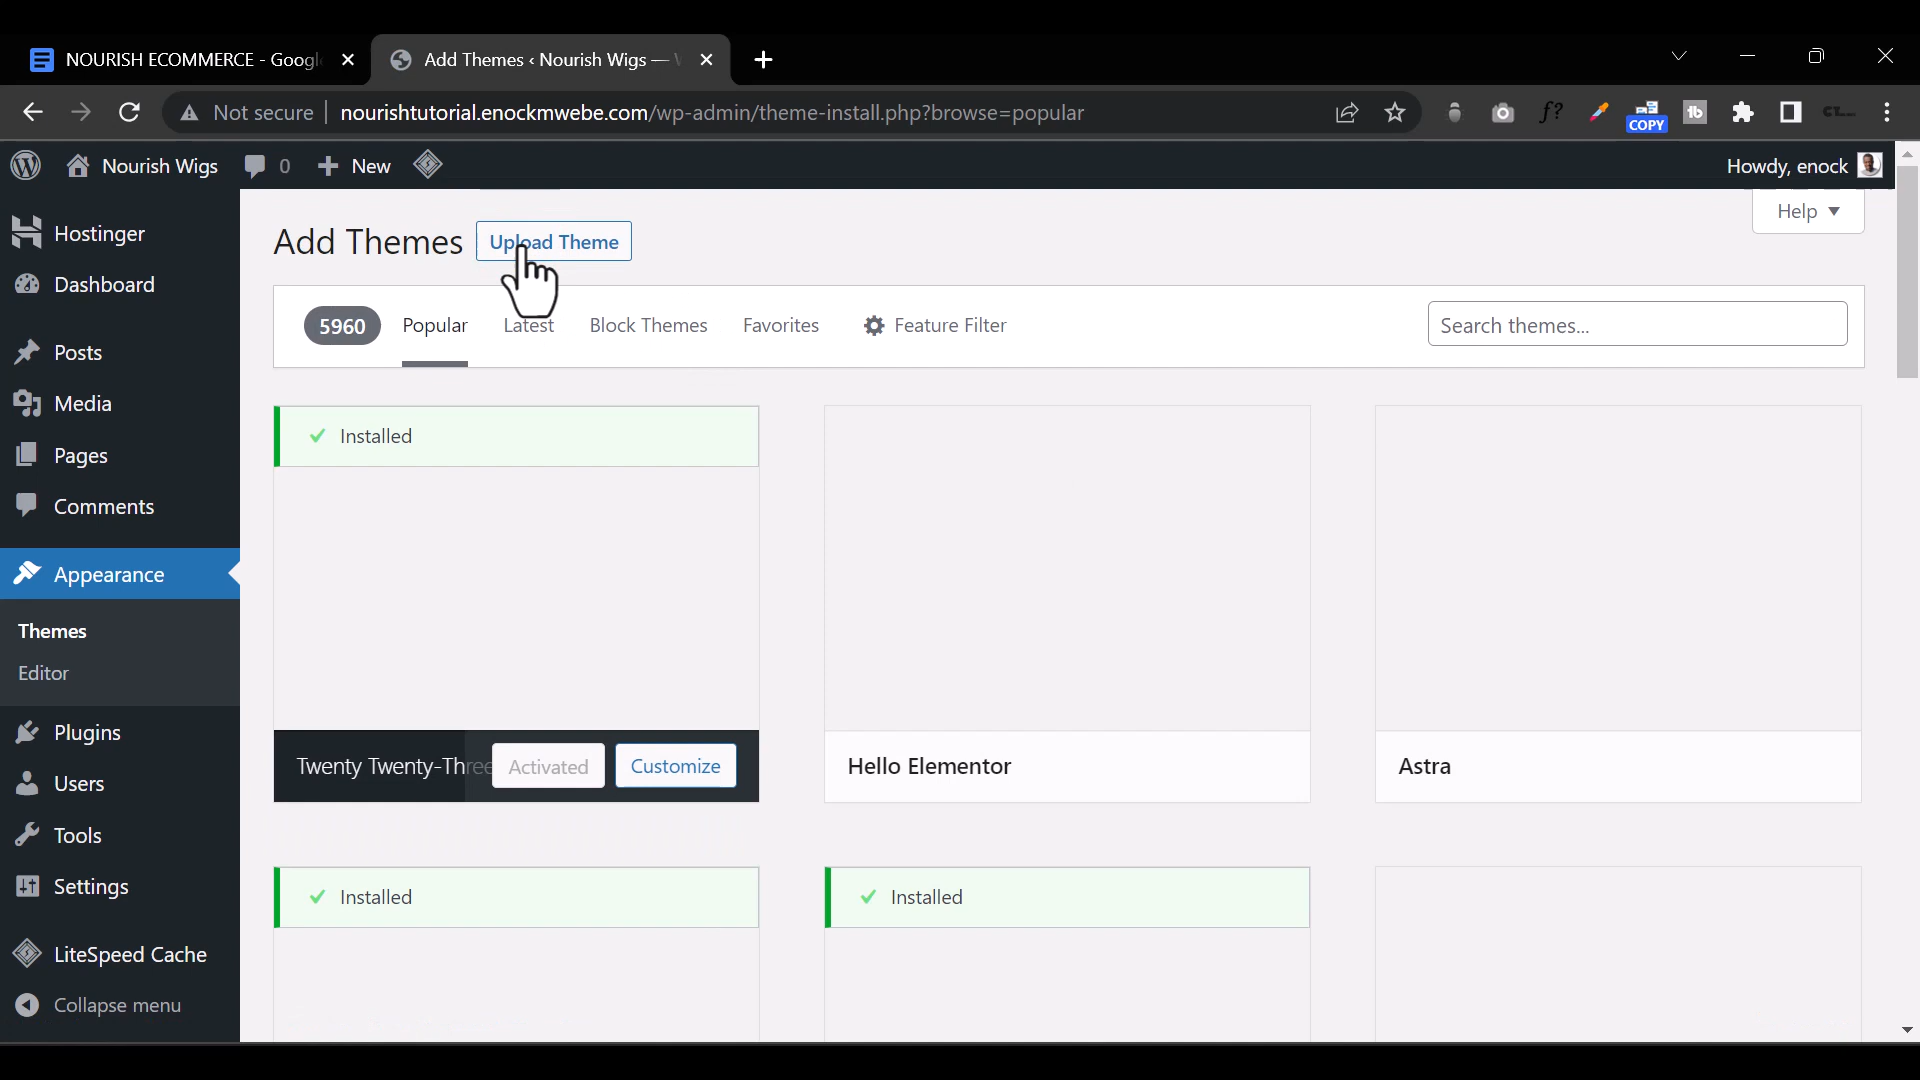 NOURISH ECOMMERCE - Googl
Add Themes ‹ Nourish Wigs —
Not secure
nourishtutorial.enockmwebe.com/wp-admin/theme-install.php?browse=popular
f?
COPY
tb
Nourish Wigs
0
New
Howdy, enock
Hostinger
Dashboard
Posts
Media
Pages
Comments
Appearance
Themes
Editor
Plugins
Users
Tools
Settings
LiteSpeed Cache
Collapse menu
Help
Add Themes
Upload Theme
5960
Popular
Latest
Block Themes
Favorites
Feature Filter
Search themes...
Installed
Twenty Twenty-Three
Activated
Customize
Hello Elementor
Astra
Installed
Installed